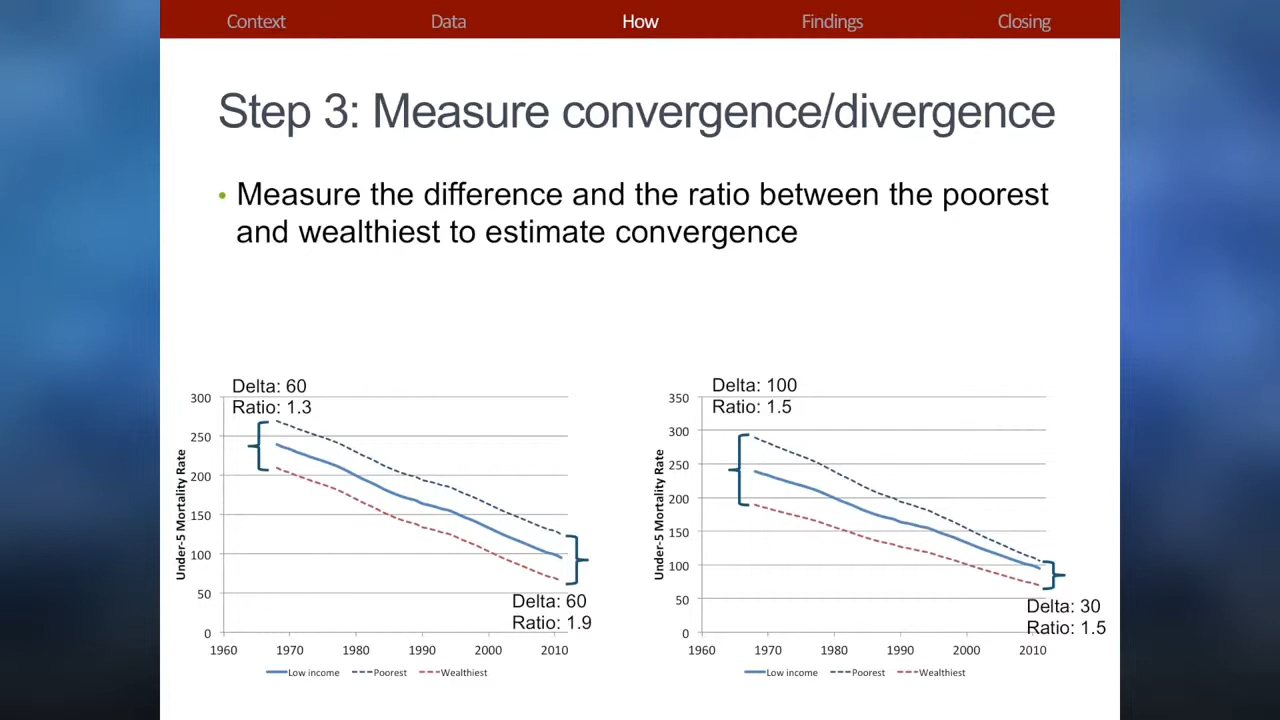 Context Data How Findings Closing
Step 3: Measure convergence/divergence
• Measure the difference and the ratio between the poorest
and wealthiest to estimate convergence
Delta: 60
Ratio: 1.3
300
250
200
150
100
50
0
Under-5 Mortality Rate
1960 1970 1980 1990 2000 2010
Delta: 60
Ratio: 1.9
Low income Poorest Wealthiest
Delta: 100
Ratio: 1.5
350
300
250
200
150
100
50
0
Under-5 Mortality Rate
1960 1970 1980 1990 2000 2010
Delta: 30
Ratio: 1.5
Low income Poorest Wealthiest